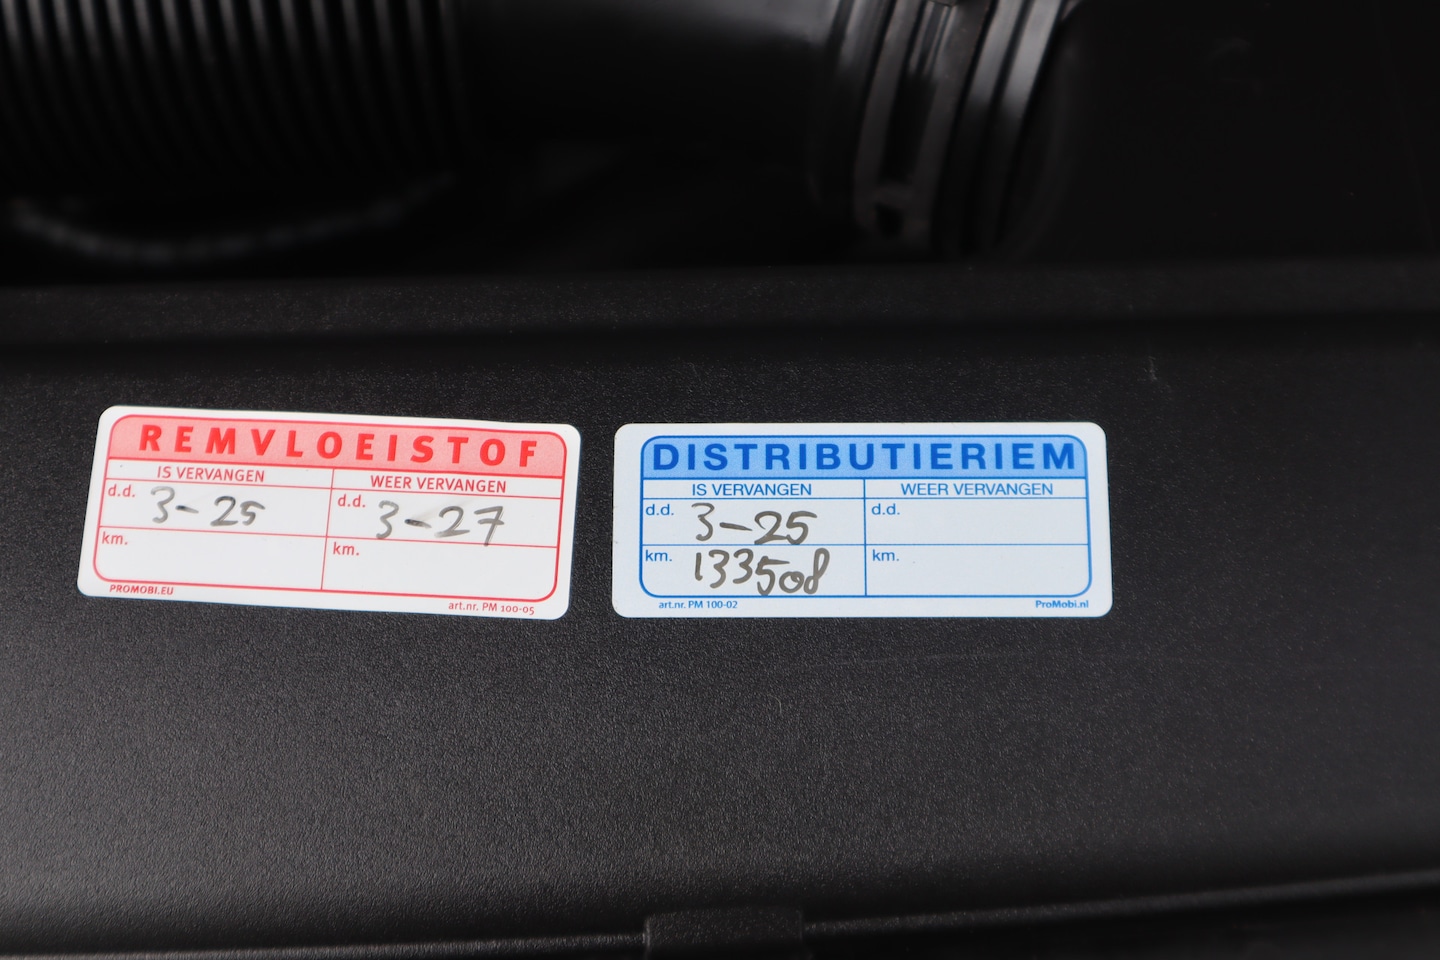 REMVLOEISTOF
IS VERVANGEN WEER VERVANGEN
d.d. 3-25 d.d. 3-27
km. km.
PROMOBI.EU art.nr. PM 100-05
DISTRIBUTIERIEM
IS VERVANGEN WEER VERVANGEN
d.d. 3-25 d.d.
km. 133508 km.
art.nr. PM 100-02 ProMobi.nl